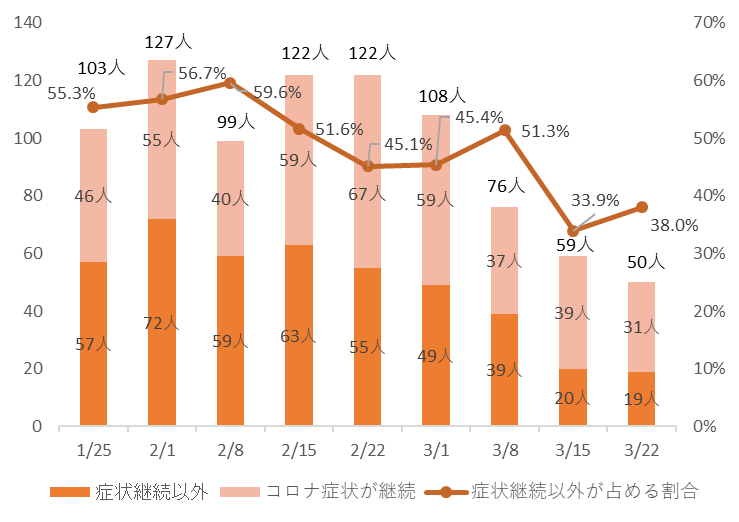 140
120
100
80
60
40
20
0
70%
60%
50%
40%
30%
20%
10%
0%
103人
127人
99人
122人
122人
108人
76人
59人
50人
55.3%
56.7%
59.6%
51.6%
45.1%
45.4%
51.3%
33.9%
38.0%
46人
55人
40人
59人
67人
59人
37人
39人
31人
57人
72人
59人
63人
55人
49人
39人
20人
19人
1/25
2/1
2/8
2/15
2/22
3/1
3/8
3/15
3/22
症状継続以外
コロナ症状が継続
症状継続以外が占める割合